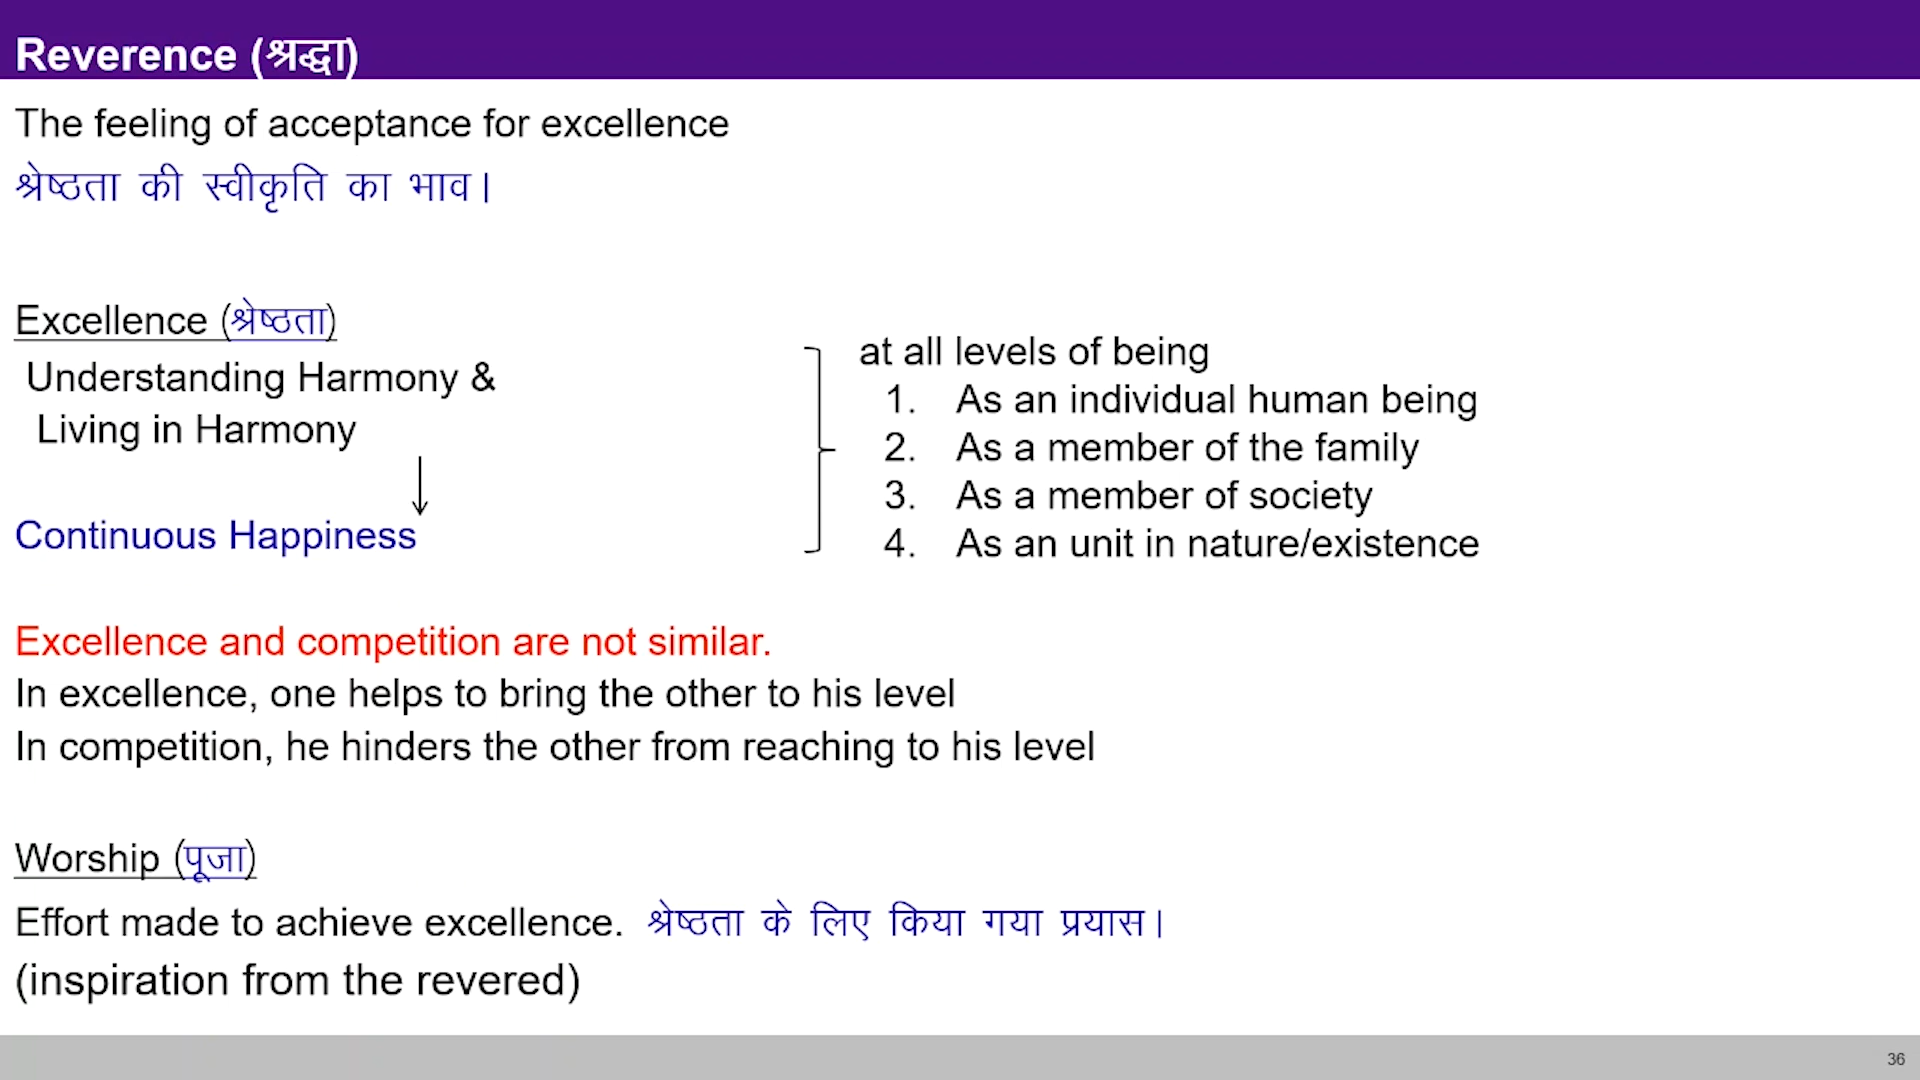 Reverence (श्रद्धा)
The feeling of acceptance for excellence
श्रेष्ठता की स्वीकृति का भाव।
Excellence (श्रेष्ठता)
Understanding Harmony &
Living in Harmony
Continuous Happiness
at all levels of being
1. As an individual human being
2. As a member of the family
3. As a member of society
4. As an unit in nature/existence
Excellence and competition are not similar.
In excellence, one helps to bring the other to his level
In competition, he hinders the other from reaching to his level
Worship (पूजा)
Effort made to achieve excellence. श्रेष्ठता के लिए किया गया प्रयास।
(inspiration from the revered)
36